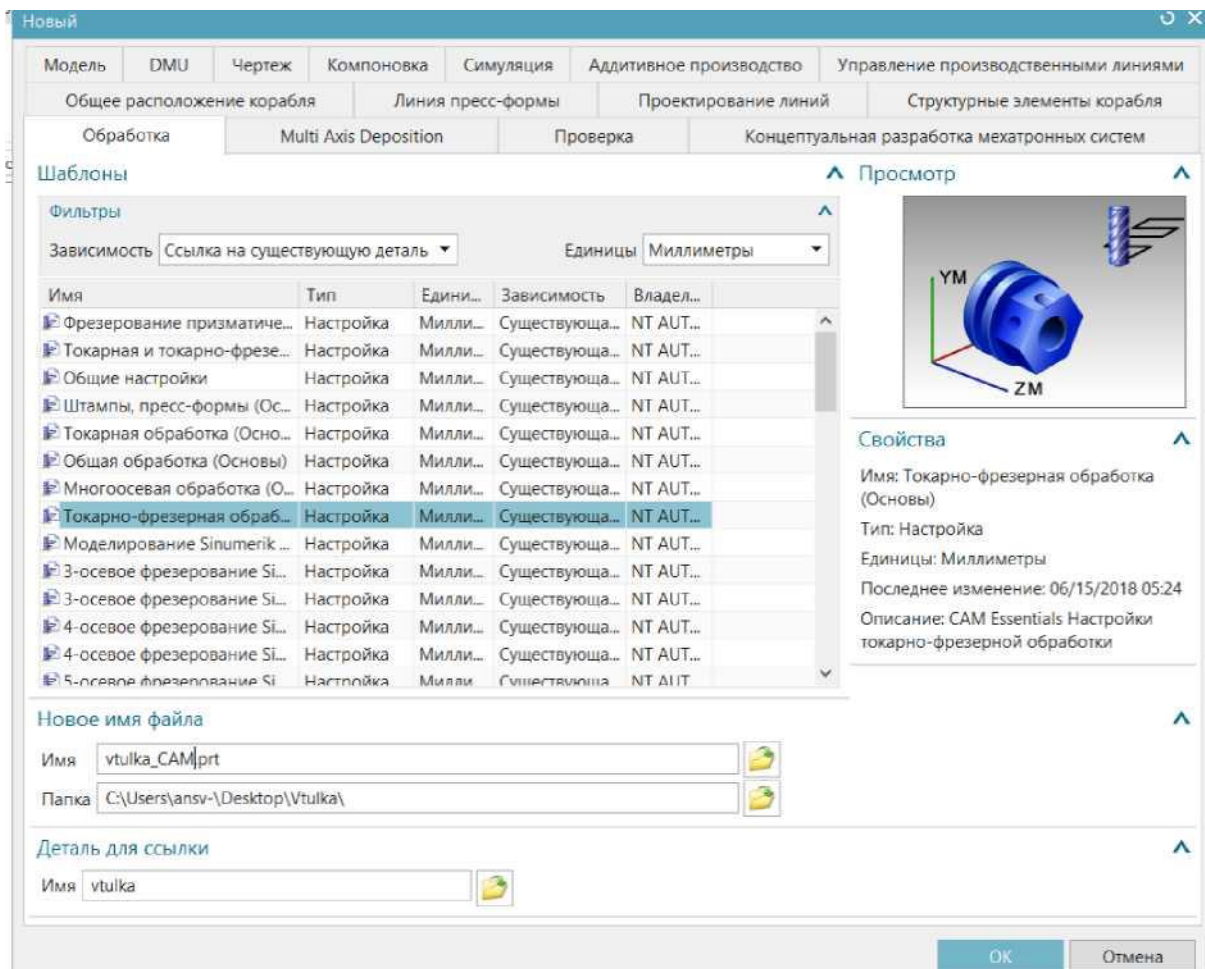 Новый
Модель DMU Чертеж Компоновка Симуляция Аддитивное производство Управление производственными линиями
Общее расположение корабля Линия пресс-формы Проектирование линий Структурные элементы корабля
Обработка Multi Axis Deposition Проверка Концептуальная разработка мехатронных систем
Шаблоны
Фильтры
Зависимость Ссылка на существующую деталь Единицы Миллиметры
Имя Тип Едини... Зависимость Владел...
Фрезерование призматиче... Настройка Милли... Существующа... NT AUT...
Токарная и токарно-фрезе... Настройка Милли... Существующа... NT AUT...
Общие настройки Настройка Милли... Существующа... NT AUT...
Штампы, пресс-формы (Ос... Настройка Милли... Существующа... NT AUT...
Токарная обработка (Осно... Настройка Милли... Существующа... NT AUT...
Общая обработка (Основы) Настройка Милли... Существующа... NT AUT...
Многоосевая обработка (О... Настройка Милли... Существующа... NT AUT...
Токарно-фрезерная обраб... Настройка Милли... Существующа... NT AUT...
Моделирование Sinumerik ... Настройка Милли... Существующа... NT AUT...
3-осевое фрезерование Si... Настройка Милли... Существующа... NT AUT...
3-осевое фрезерование Si... Настройка Милли... Существующа... NT AUT...
4-осевое фрезерование Si... Настройка Милли... Существующа... NT AUT...
4-осевое фрезерование Si... Настройка Милли... Существующа... NT AUT...
5-осевое фрезерование Si Настройка Милли Существующа NT AUT
Просмотр
YM
ZM
Свойства
Имя: Токарно-фрезерная обработка
(Основы)
Тип: Настройка
Единицы: Миллиметры
Последнее изменение: 06/15/2018 05:24
Описание: CAM Essentials Настройки
токарно-фрезерной обработки
Новое имя файла
Имя vtulka_CAM.prt
Папка C:\Users\ansv-\Desktop\Vtulka\
Деталь для ссылки
Имя vtulka
OK Отмена